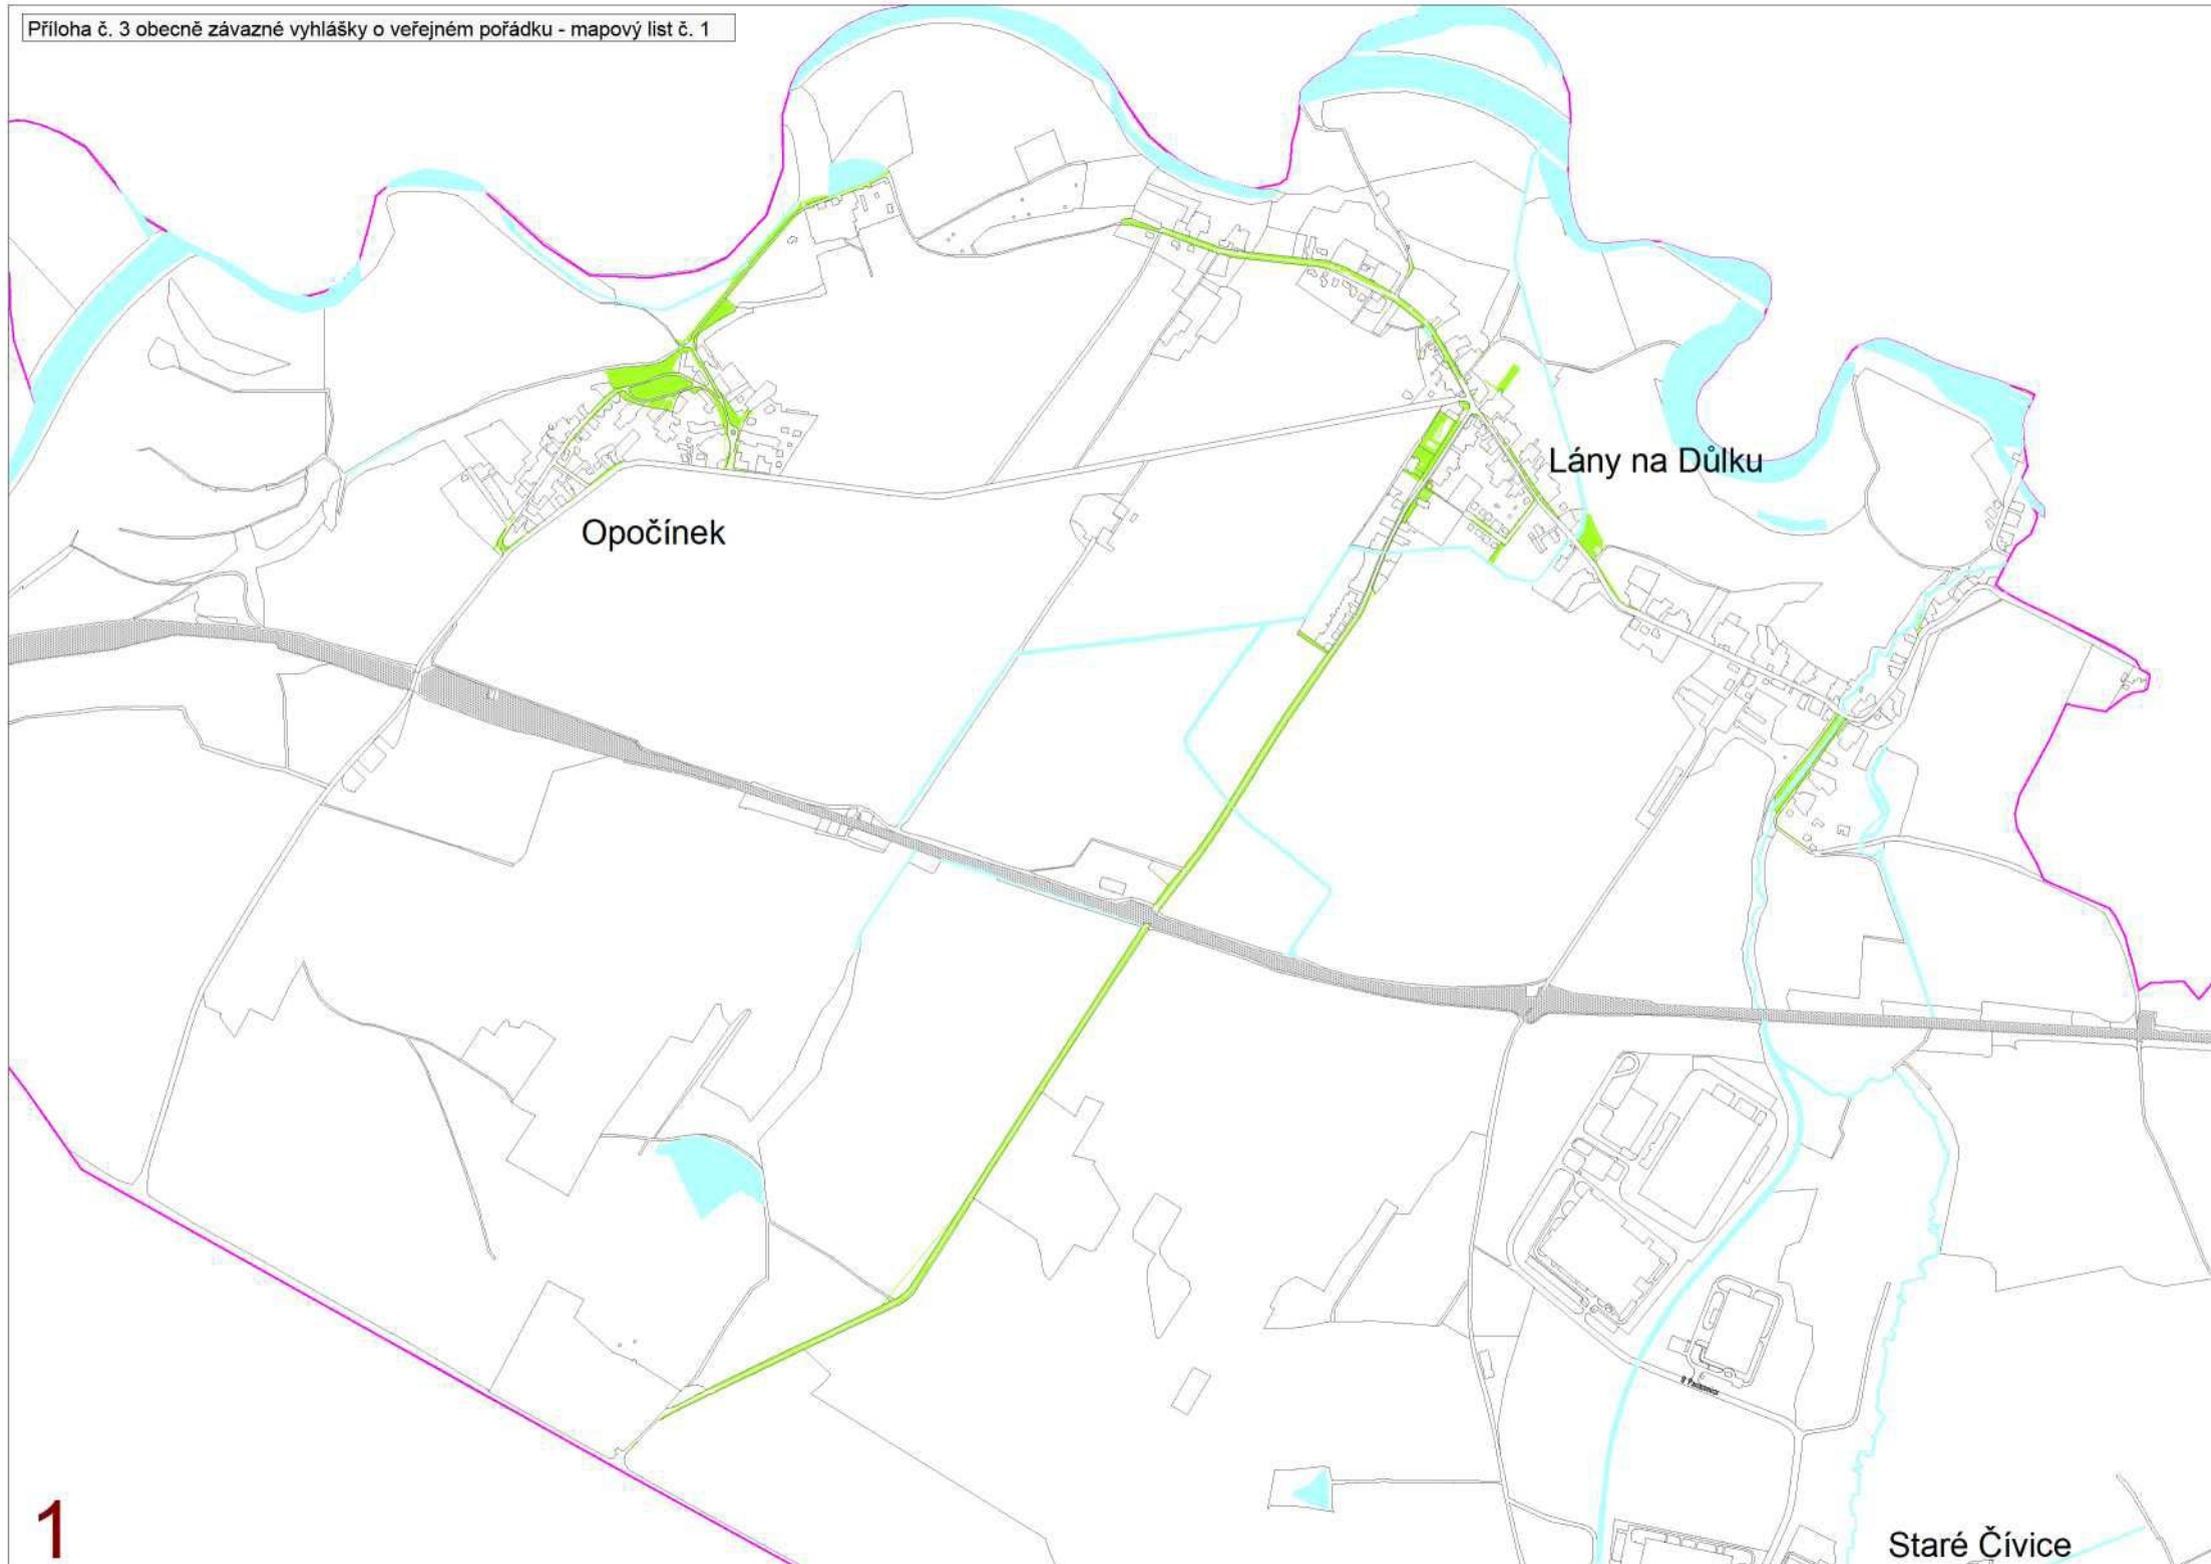 Příloha č. 3 obecně závazné vyhlášky o veřejném pořádku - mapový list č. 1
Lány na Důlku
Opočínek
1
Staré Čívice